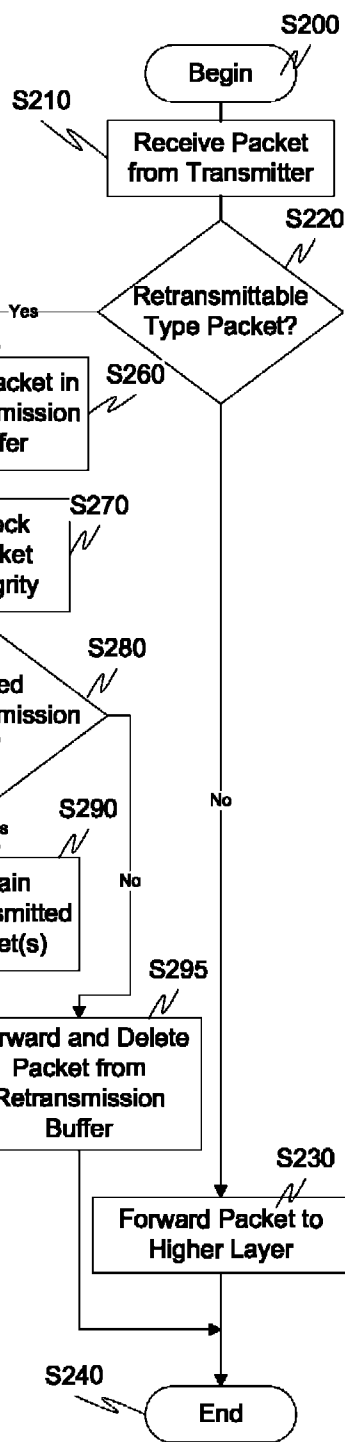 S200
Begin
S210
Receive Packet
from Transmitter
S220
Retransmittable
Type Packet?
Yes
S260
in
S270
S280
S290
No
No
S295
and Delete
Packet from
Retransmission
Buffer
S230
Forward Packet to
Higher Layer
S240
End